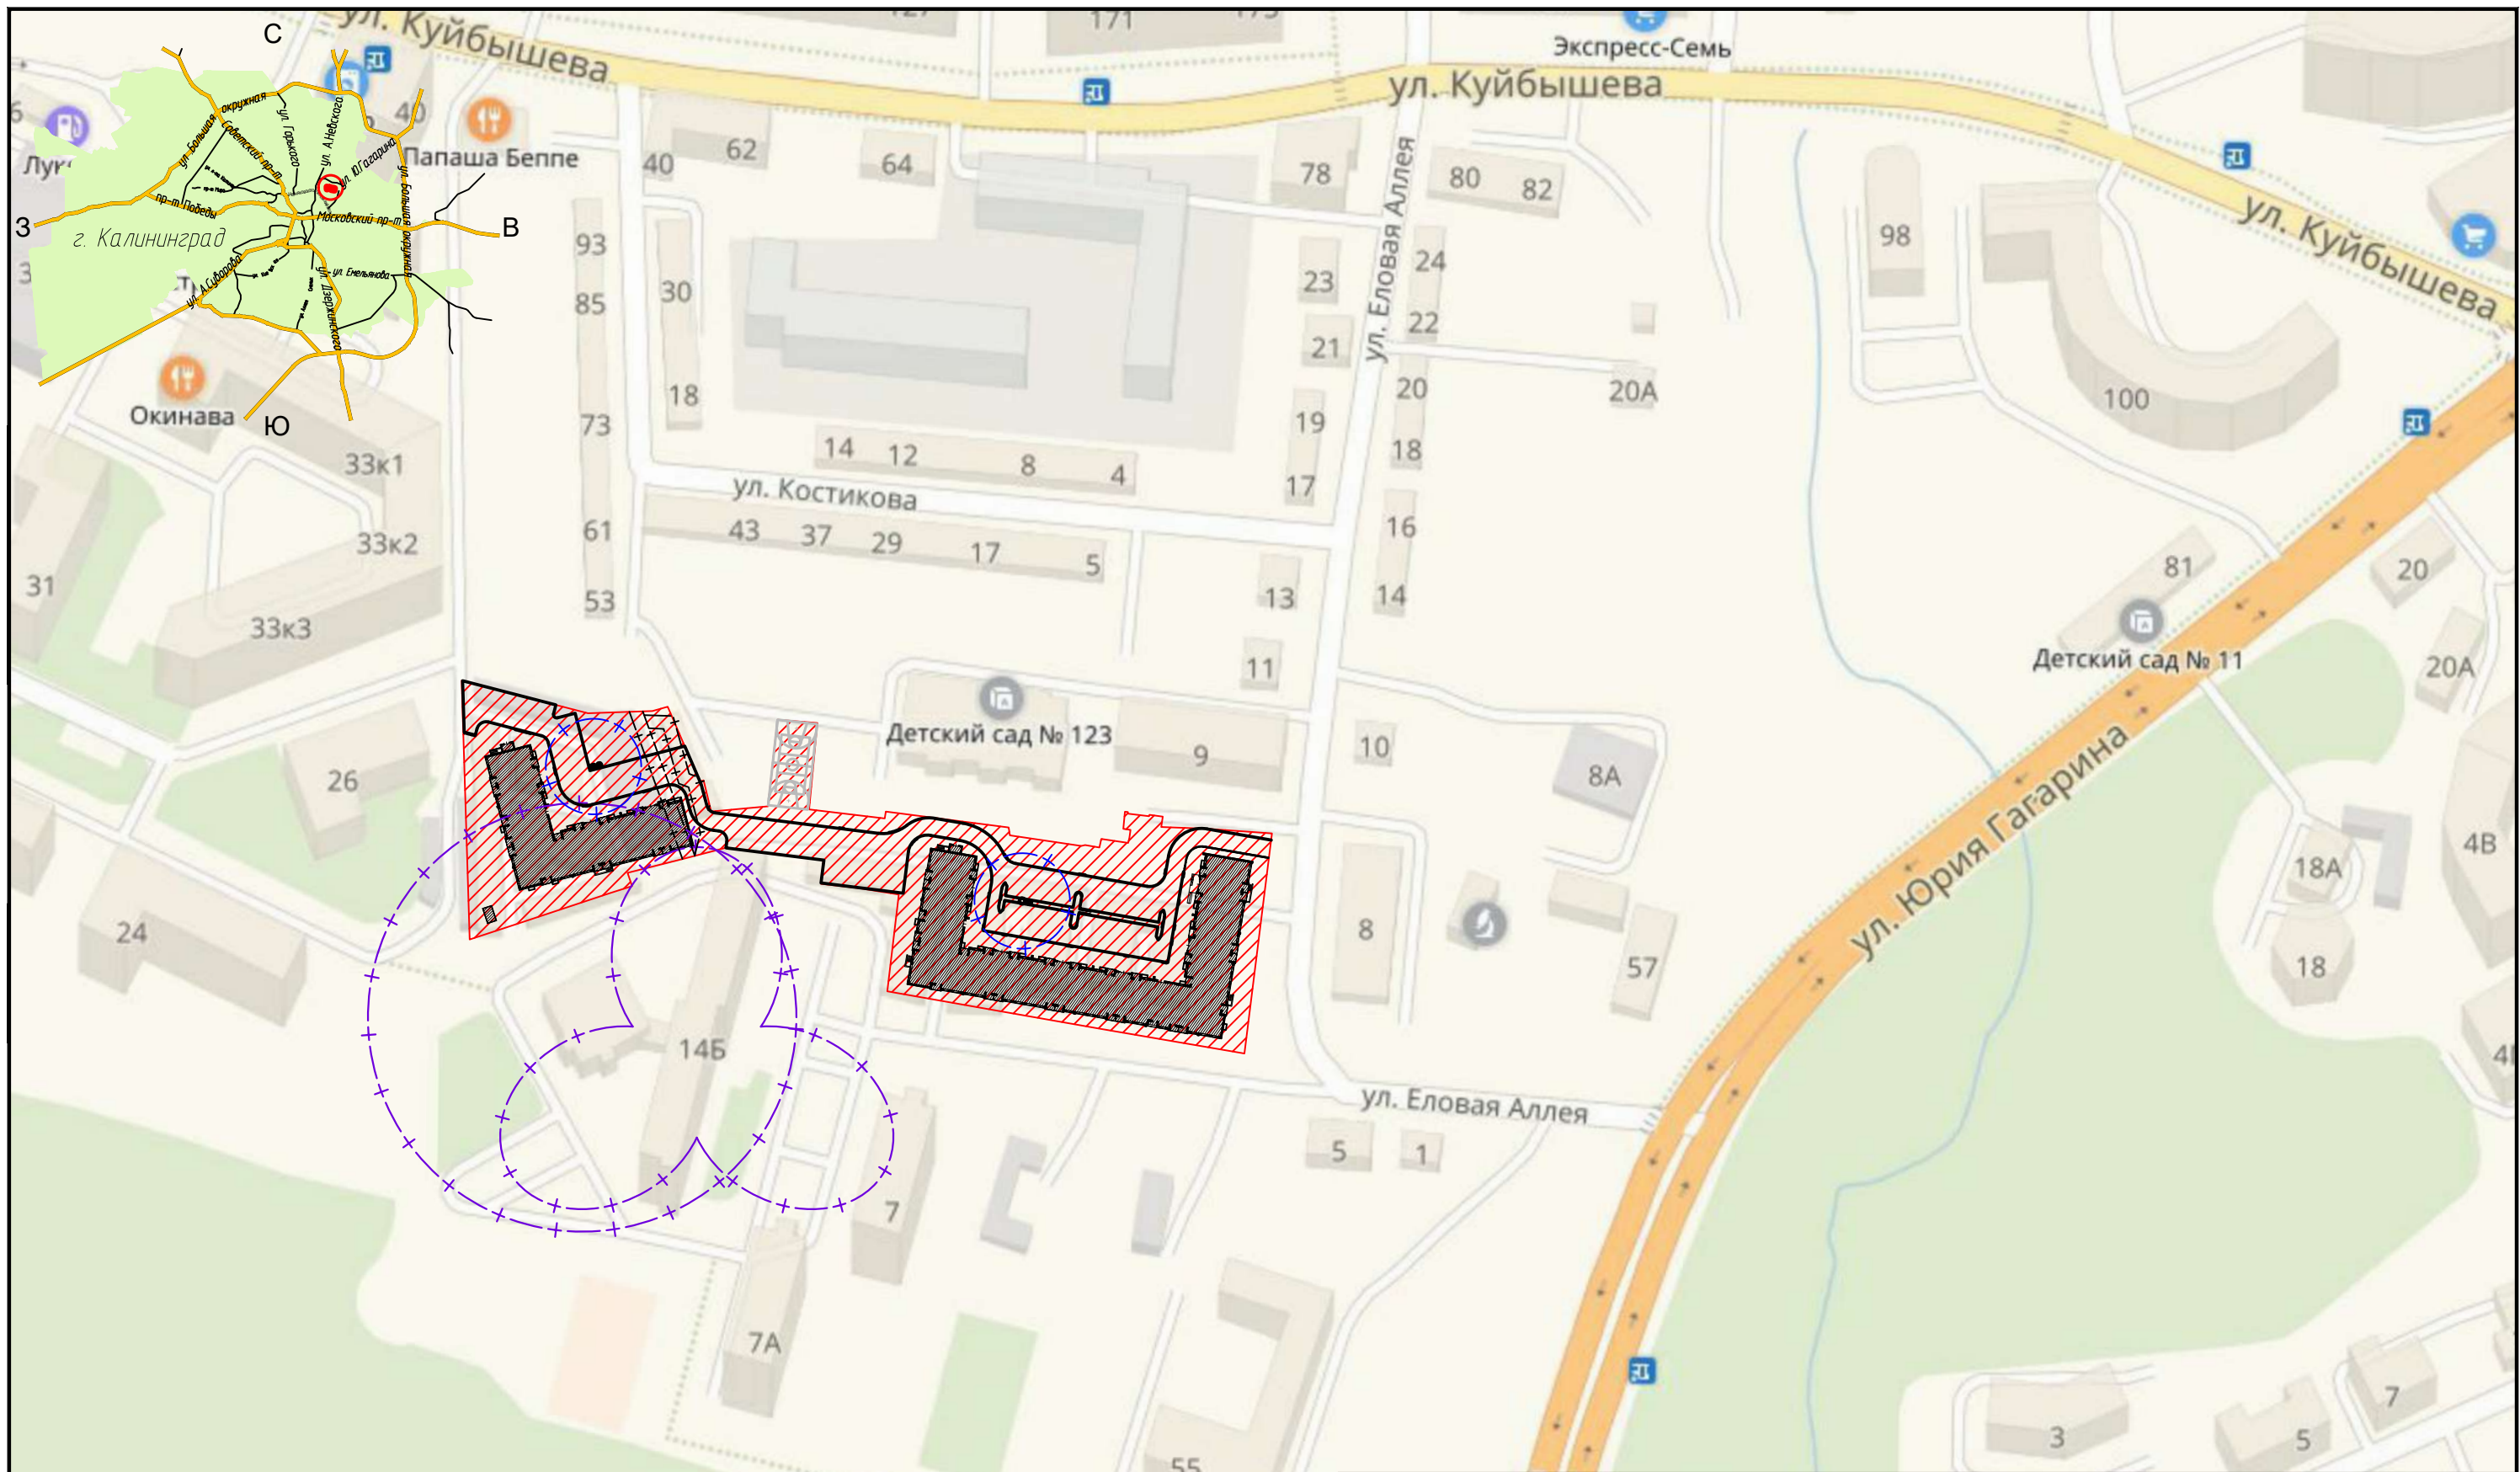 ул. Куйбышева
127
171
173
Экспресс-Семь
ул. Куйбышева
С
40
Папаша Беппе
40
62
64
78
80
82
98
ул. Куйбышева
окружная
ул. Большая
Советский пр-т
ул. Горького
ул. А.Невского
ул. Ю.Гагарина
ул. Большая окружная
З
пр-т Победы
Московский пр-т
В
г. Калининград
ул. А.Суворова
ул. Дзержинского
ул. Емельянова
Ю
93
85
73
61
53
30
18
23
21
19
17
ул. Еловая Аллея
24
22
20
18
16
14
20А
100
Окинава
33к1
33к2
33к3
31
14
12
8
4
ул. Костикова
43
37
29
17
5
13
11
81
Детский сад № 11
20
20А
Детский сад № 123
9
10
8А
26
24
8
57
ул. Юрия Гагарина
4В
18А
18
14Б
ул. Еловая Аллея
5
1
7
7А
55
3
5
7